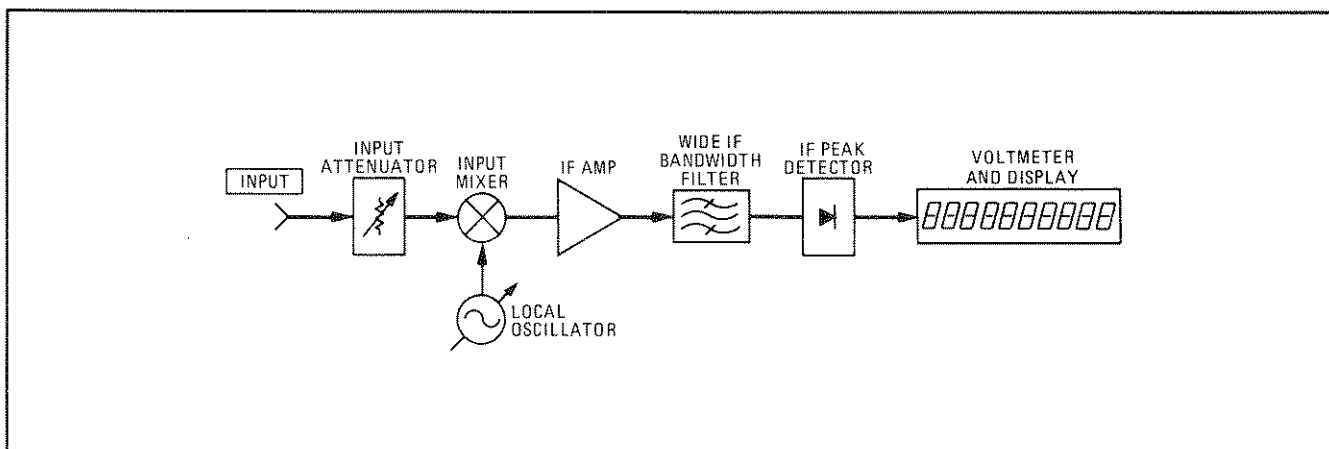 INPUT
INPUT
ATTENUATOR
INPUT
MIXER
IF AMP
WIDE IF
BANDWIDTH
FILTER
IF PEAK
DETECTOR
VOLTMETER
AND DISPLAY
LOCAL
OSCILLATOR